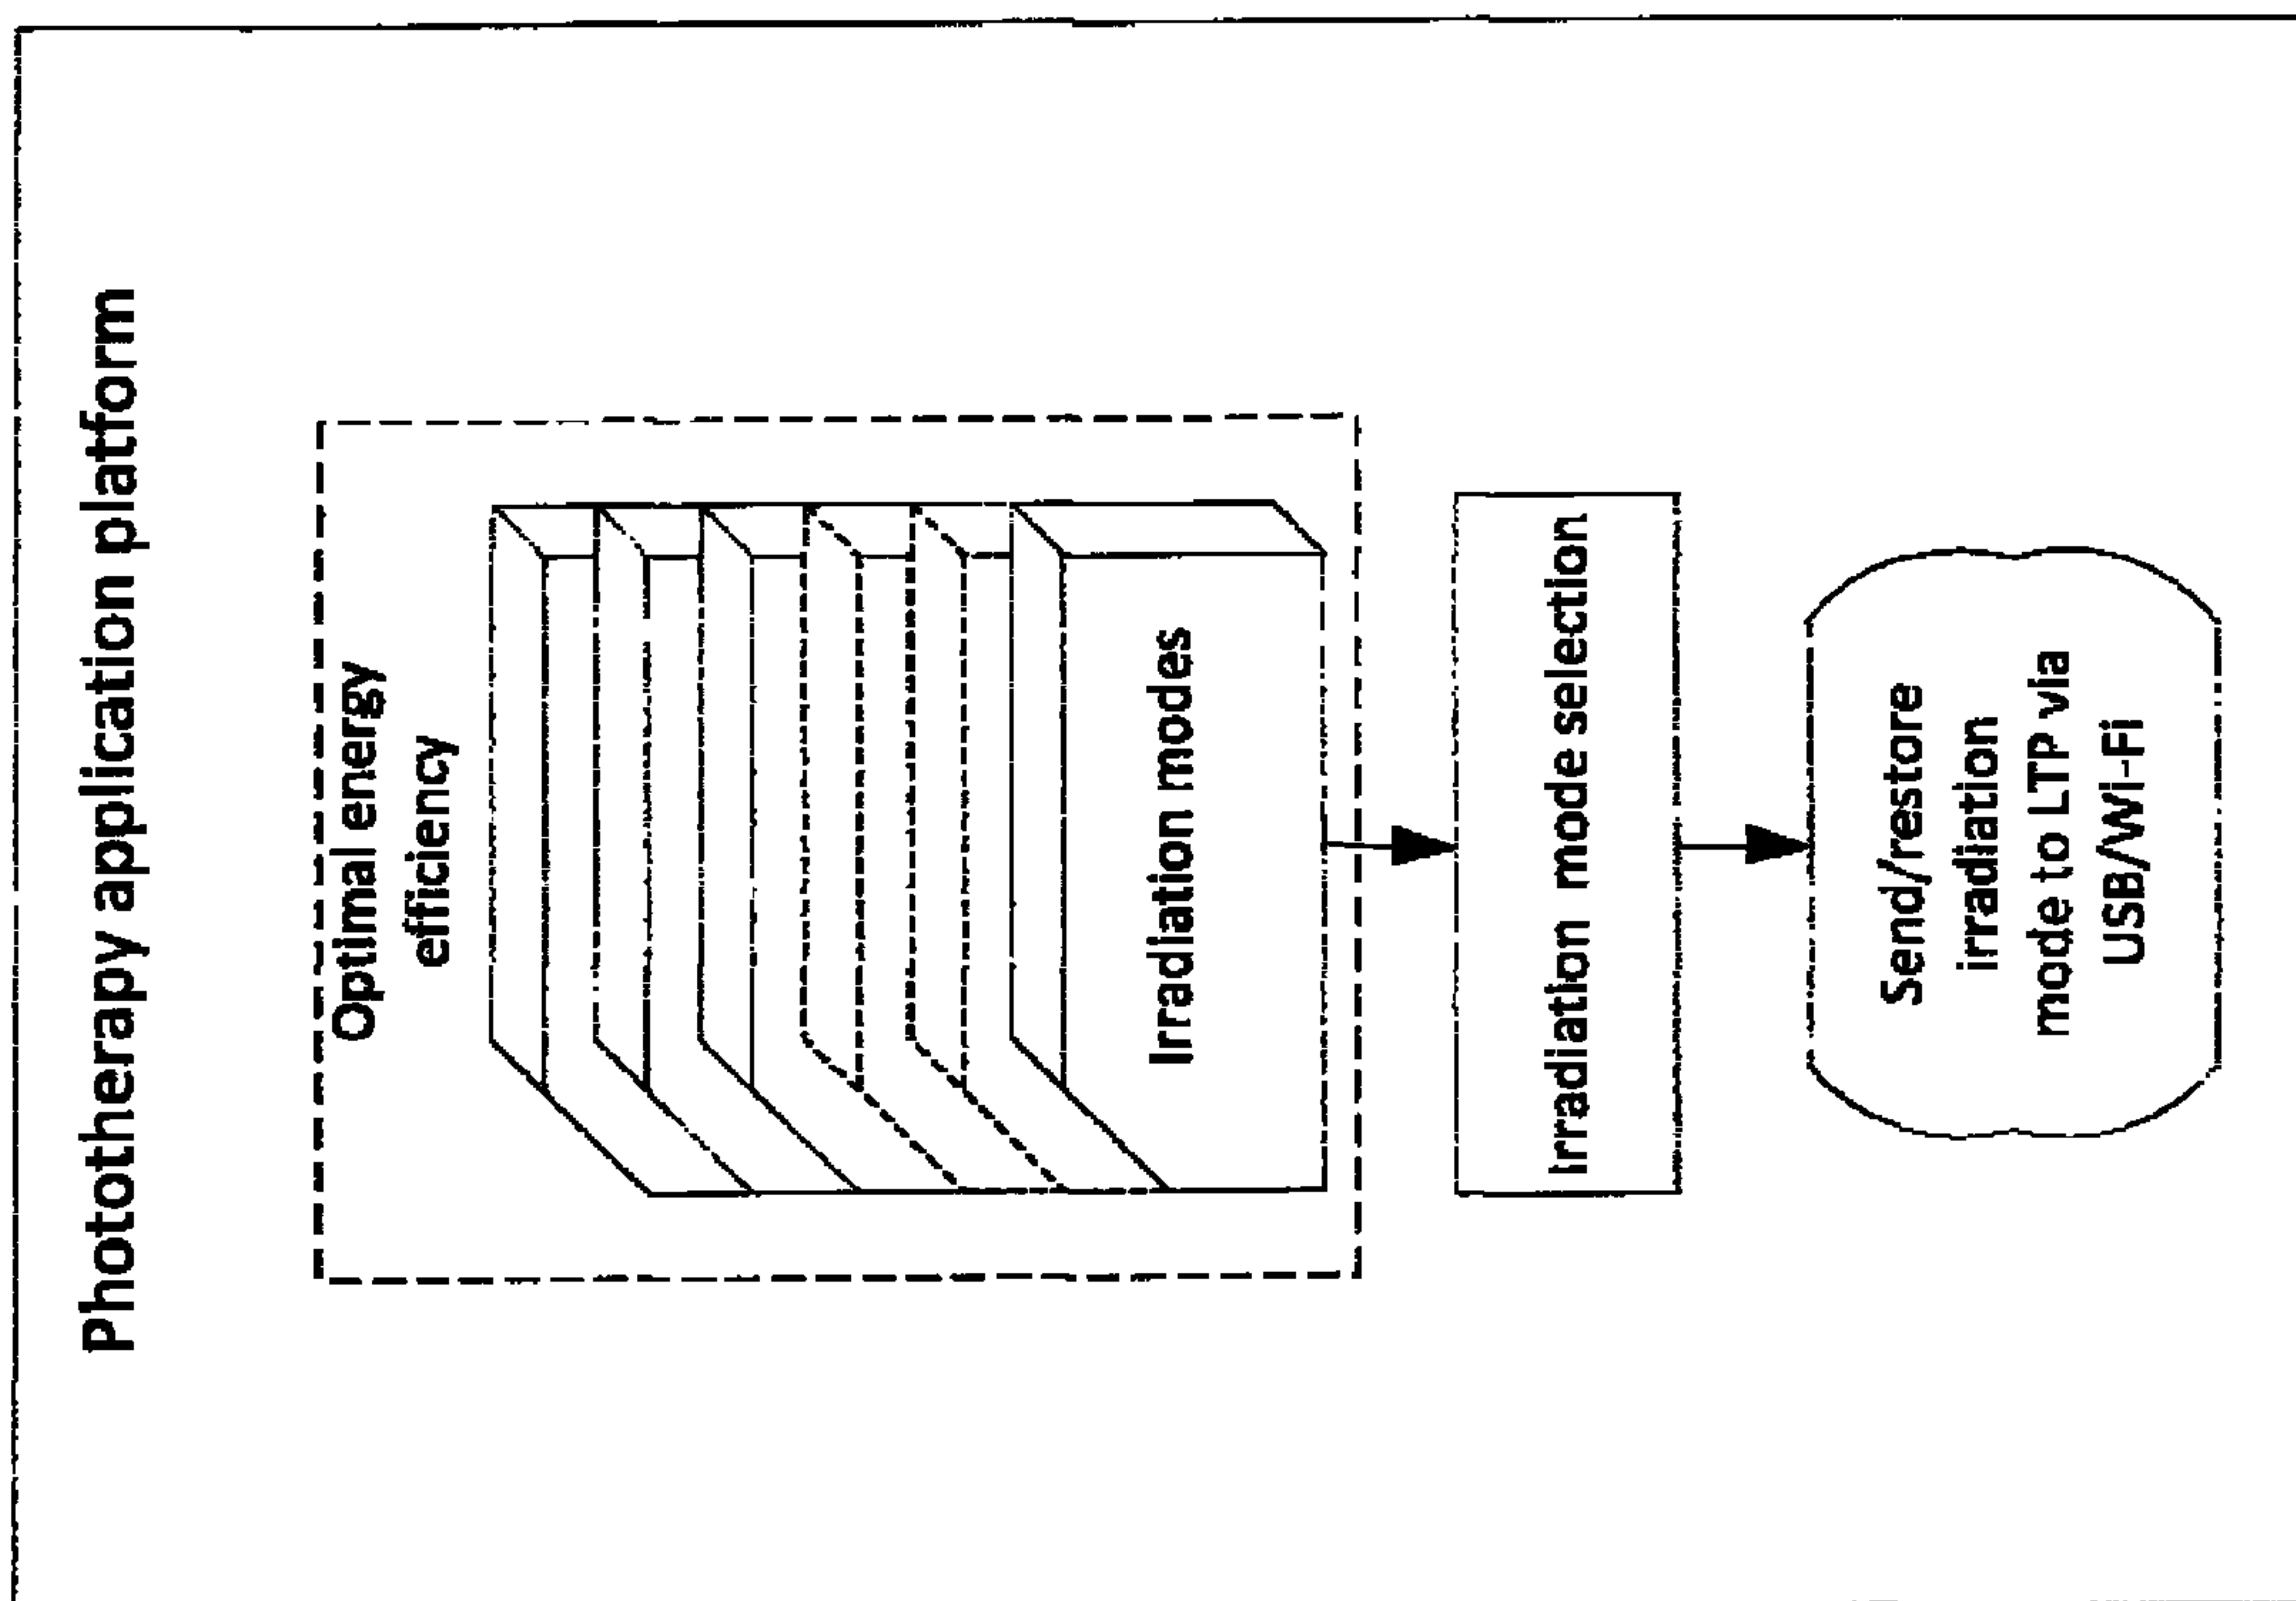 Phototherapy application platform
Optimal energy
efficiency
Irradiation modes
Irradiation mode selection
Send/restore
irradiation
mode to LTP via
USB/Wi-Fi